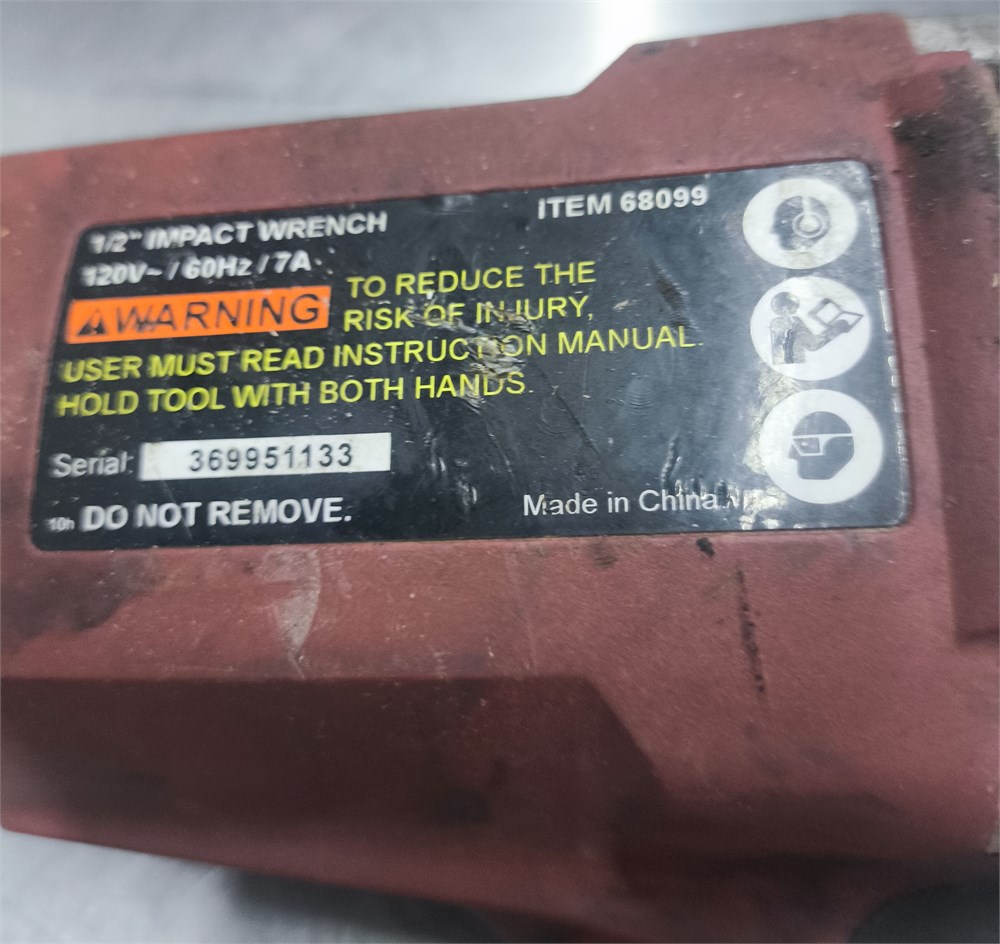 1/2" IMPACT WRENCH
ITEM 68099
120V~ / 60Hz / 7A
WARNING TO REDUCE THE
RISK OF INJURY,
USER MUST READ INSTRUCTION MANUAL.
HOLD TOOL WITH BOTH HANDS.
Serial: 369951133
10h DO NOT REMOVE.
Made in China